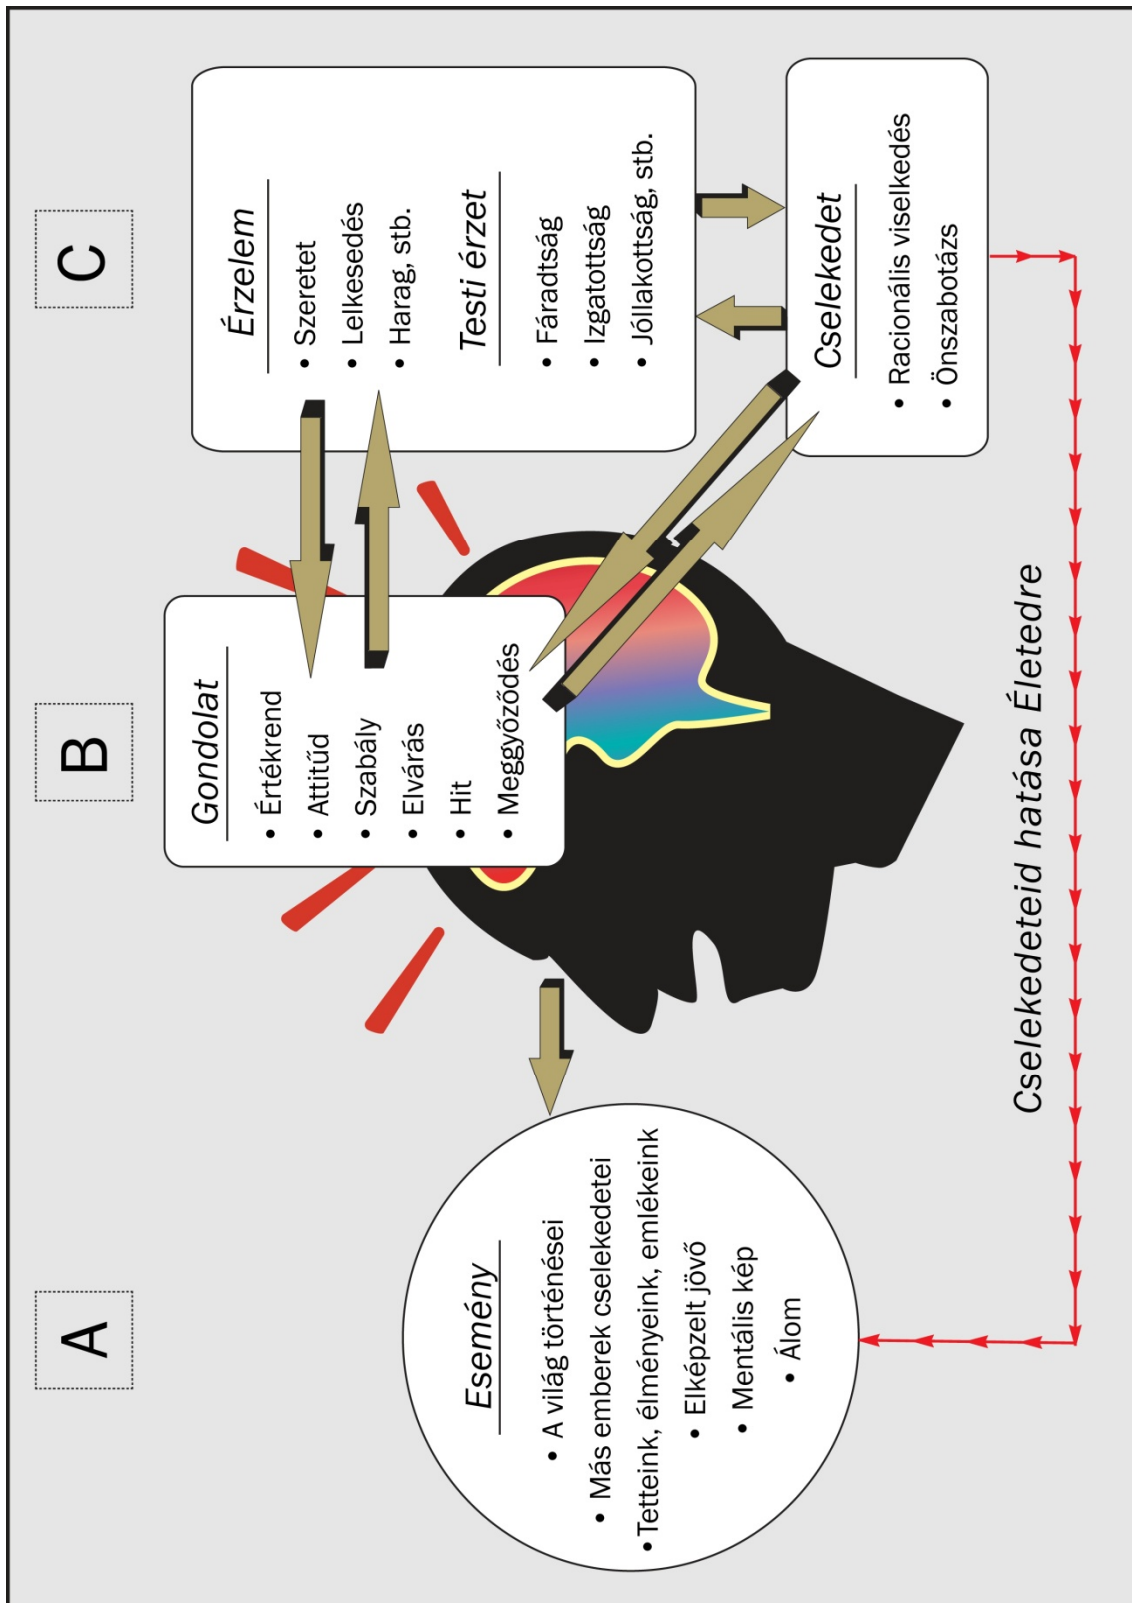 A
B
C
Esemény
• A világ történései
• Más emberek cselekedetei
• Tetteink, élményeink, emlékeink
• Elképzelt jövő
• Mentális kép
• Álom
Gondolat
• Értékrend
• Attitűd
• Szabály
• Elvárás
• Hit
• Meggyőződés
Érzelem
• Szeretet
• Lelkesedés
• Harag, stb.
Testi érzet
• Fáradtság
• Izgatottság
• Jóllakottság, stb.
Cselekedet
• Racionális viselkedés
• Önszabotázs
Cselekedeteid hatása Életedre